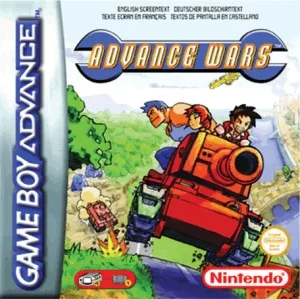 ENGLISH SCREENTEXT DEUTSCHER BILDSCHIRMTEXT
TEXTE ECRAN EN FRANÇAIS TEXTOS DE PANTALLA EN CASTELLANO
ADVANCE WARS
GAME BOY ADVANCE
Nintendo